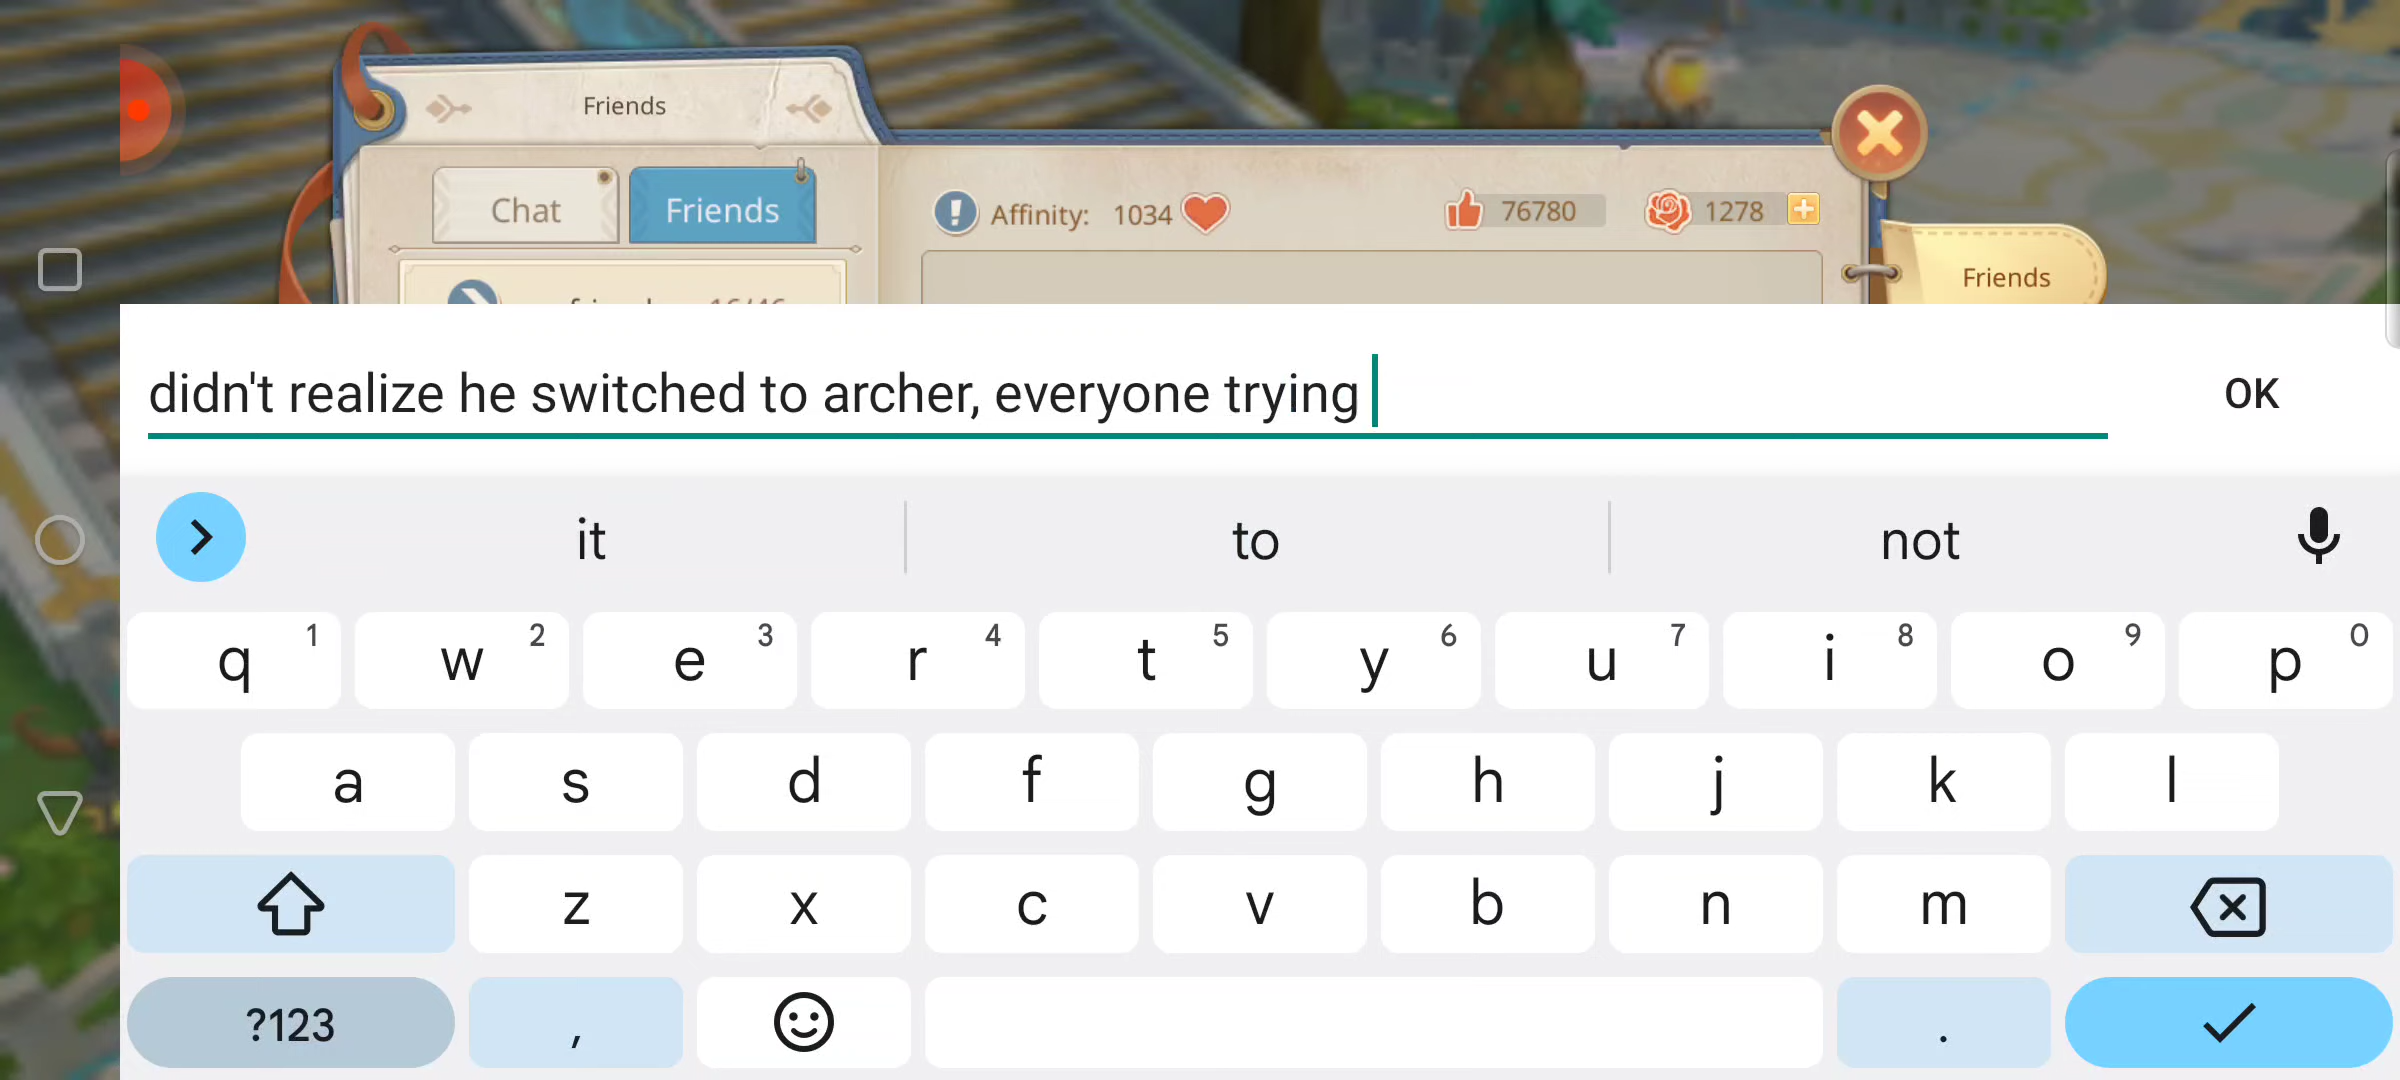 Friends
Chat Friends
Affinity: 1034 76780 1278
Friends
didn't realize he switched to archer, everyone trying OK
it to not
q 1 w 2 e 3 r 4 t 5 y 6 u 7 i 8 o 9 p 0
a s d f g h j k l
z x c v b n m
?123 , .